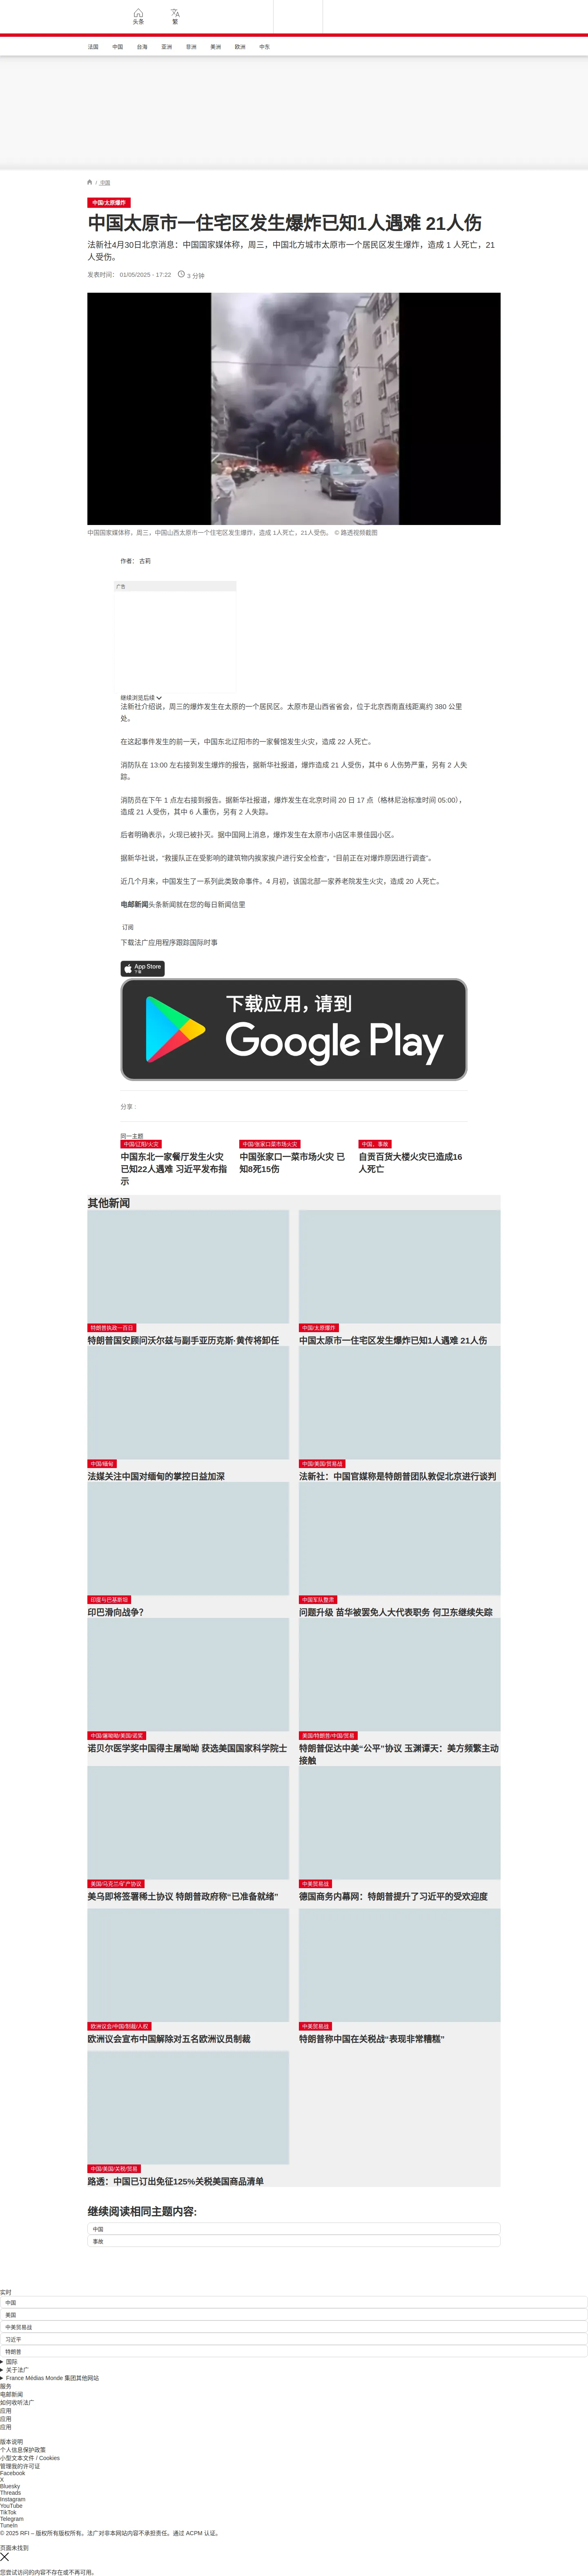 头条
繁
法国 中国 台海 亚洲 非洲 美洲 欧洲 中东
/ 中国
中国/太原爆炸
中国太原市一住宅区发生爆炸已知1人遇难 21人伤
法新社4月30日北京消息：中国国家媒体称，周三，中国北方城市太原市一个居民区发生爆炸，造成 1 人死亡，21
人受伤。
发表时间： 01/05/2025 - 17:22 3 分钟
中国国家媒体称，周三，中国山西太原市一个住宅区发生爆炸，造成 1人死亡，21人受伤。 © 路透视频截图
作者： 古莉
广告
继续浏览后续
法新社介绍说，周三的爆炸发生在太原的一个居民区。太原市是山西省省会，位于北京西南直线距离约 380 公里
处。
在这起事件发生的前一天，中国东北辽阳市的一家餐馆发生火灾，造成 22 人死亡。
消防队在 13:00 左右接到发生爆炸的报告，据新华社报道，爆炸造成 21 人受伤，其中 6 人伤势严重，另有 2 人失
踪。
消防员在下午 1 点左右接到报告。据新华社报道，爆炸发生在北京时间 20 日 17 点（格林尼治标准时间 05:00），
造成 21 人受伤，其中 6 人重伤，另有 2 人失踪。
后者明确表示，火现已被扑灭。据中国网上消息，爆炸发生在太原市小店区丰景佳园小区。
据新华社说，“救援队正在受影响的建筑物内挨家挨户进行安全检查”，“目前正在对爆炸原因进行调查”。
近几个月来，中国发生了一系列此类致命事件。4 月初，该国北部一家养老院发生火灾，造成 20 人死亡。
电邮新闻头条新闻就在您的每日新闻信里
订阅
下载法广应用程序跟踪国际时事
App Store
下载
下载应用，请到
Google Play
分享 :
同一主题
中国/辽阳/火灾
中国东北一家餐厅发生火灾
已知22人遇难 习近平发布指
示
中国/张家口菜市场火灾
中国张家口一菜市场火灾 已
知8死15伤
中国、事故
自贡百货大楼火灾已造成16
人死亡
其他新闻
特朗普执政一百日
特朗普国安顾问沃尔兹与副手亚历克斯·黄传将卸任
中国/太原爆炸
中国太原市一住宅区发生爆炸已知1人遇难 21人伤
中国/缅甸
法媒关注中国对缅甸的掌控日益加深
中国/美国/贸易战
法新社：中国官媒称是特朗普团队敦促北京进行谈判
印度与巴基斯坦
印巴滑向战争?
中国军队整肃
问题升级 苗华被罢免人大代表职务 何卫东继续失踪
中国/屠呦呦/美国/诺奖
诺贝尔医学奖中国得主屠呦呦 获选美国国家科学院士
美国/特朗普/中国/贸易
特朗普促达中美“公平”协议 玉渊谭天：美方频繁主动
接触
美国/乌克兰/矿产协议
美乌即将签署稀土协议 特朗普政府称“已准备就绪”
中美贸易战
德国商务内幕网：特朗普提升了习近平的受欢迎度
欧洲议会/中国/制裁/人权
欧洲议会宣布中国解除对五名欧洲议员制裁
中美贸易战
特朗普称中国在关税战“表现非常糟糕”
中国/美国/关税/贸易
路透：中国已订出免征125%关税美国商品清单
继续阅读相同主题内容:
中国
事故
实时
中国
美国
中美贸易战
习近平
特朗普
国际
关于法广
France Médias Monde 集团其他网站
服务
电邮新闻
如何收听法广
应用
应用
应用
版本说明
个人信息保护政策
小型文本文件 / Cookies
管理我的许可证
Facebook
X
Bluesky
Threads
Instagram
YouTube
TikTok
Telegram
TuneIn
© 2025 RFI – 版权所有版权所有。法广对非本网站内容不承担责任。通过 ACPM 认证。
页面未找到
您尝试访问的内容不存在或不再可用。